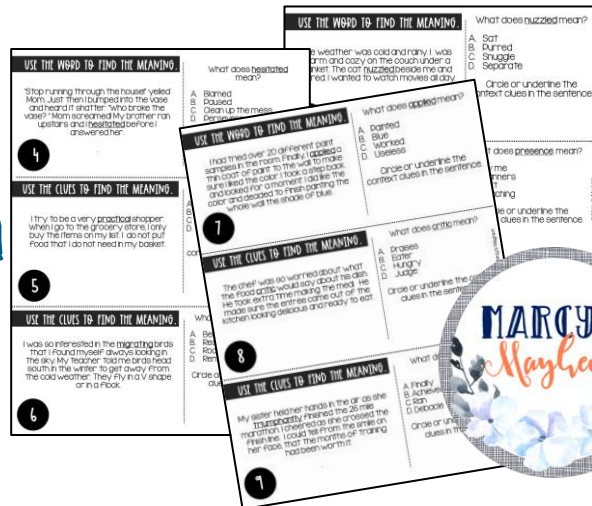 USE THE WORD TO FIND THE MEANING.
"Stop running through the house!" yelled
Mom. Just then I bumped into the vase
and heard it shatter. "Who broke the
vase?" Mom screamed! My brother ran
upstairs and I hesitated before I
answered her.
4
What does hesitated
mean?
A. Blamed
B. Paused
C. Clean up the mess
D.
USE THE CLUES TO FIND THE MEANING.
I try to be a very practical shopper.
When I go to the grocery store, I only
buy the items on my list. I do not put
food that I do not need in my basket.
5
USE THE CLUES TO FIND THE MEANING.
I was so interested in the migrating birds
that I found myself always looking in
the sky. My teacher told me birds head
south in the winter to get away from
the cold weather. They fly in a V shape
or in a flock.
6
USE THE WORD TO FIND THE MEANING.
weather was cold and rainy. I was
and cozy on the couch under a
The cat nuzzled beside me and
I wanted to watch movies all day.
What does nuzzled mean?
A. Sat
B. Purred
C. Snuggle
D. Separate
Circle or underline the
context clues in the sentence.
does presence mean?
or underline the
clues in the sentence.
USE THE WORD TO FIND THE MEANING.
I had tried over 20 different paint
samples in the room. Finally, I applied a
thin coat of paint to the wall to make
sure I liked the color. I took a step back
and looked for a moment. I did like the
color and decided to finish painting the
whole wall the shade of blue.
7
What does applied mean?
A. Painted
B. Blue
C. Worked
D. Useless
Circle or underline the
context clues in the sentence.
USE THE CLUES TO FIND THE MEANING.
The chef was so worried about what
the food critic would say about his dish.
He took extra time making the meal. He
made sure the entree came out of the
kitchen looking delicious and ready to eat.
8
What does critic mean?
A. Praises
B. Eater
C. Hungry
D. Judge
Circle or underline the
clues in the sentence
USE THE CLUES TO FIND THE MEANING.
My sister held her hands in the air as she
triumphantly finished the 26 mile
marathon. I cheered as she crossed the
finish line. I could tell from the smile on
her face, that the months of training
had been worth it.
9
What
A. Finally
B.
C. Ran
D. Debacle
Circle or under
clues in
MARCY